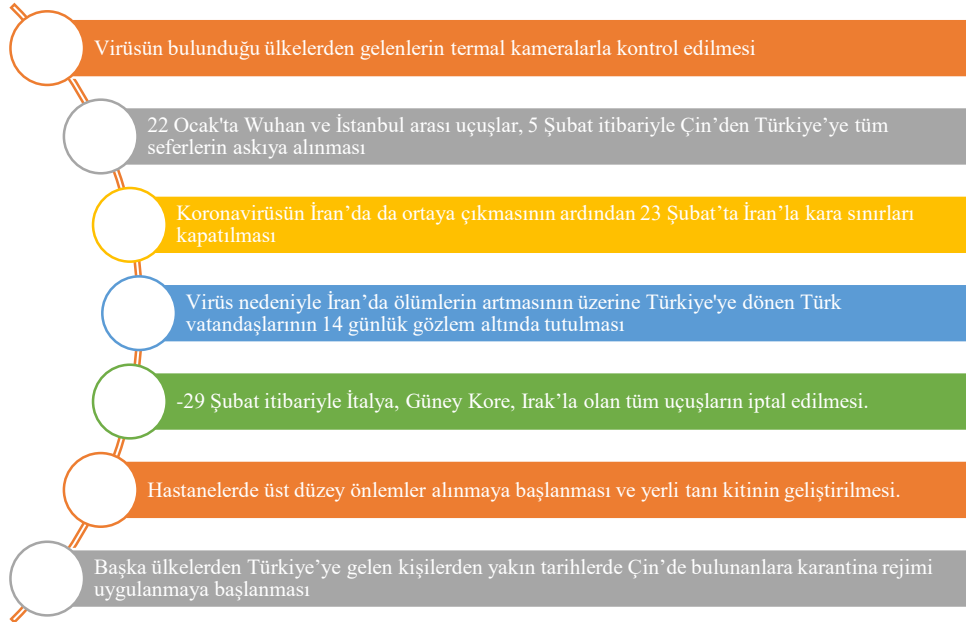 Virüsün bulunduğu ülkelerden gelenlerin termal kameralarla kontrol edilmesi
22 Ocak'ta Wuhan ve İstanbul arası uçuşlar, 5 Şubat itibariyle Çin’den Türkiye’ye tüm
seferlerin askıya alınması
Koronavirüsün İran’da da ortaya çıkmasının ardından 23 Şubat’ta İran’la kara sınırları
kapatılması
Virüs nedeniyle İran’da ölümlerin artmasının üzerine Türkiye'ye dönen Türk
vatandaşlarının 14 günlük gözlem altında tutulması
-29 Şubat itibariyle İtalya, Güney Kore, Irak’la olan tüm uçuşların iptal edilmesi.
Hastanelerde üst düzey önlemler alınmaya başlanması ve yerli tanı kitinin geliştirilmesi.
Başka ülkelerden Türkiye’ye gelen kişilerden yakın tarihlerde Çin’de bulunanlara karantina rejimi
uygulanmaya başlanması